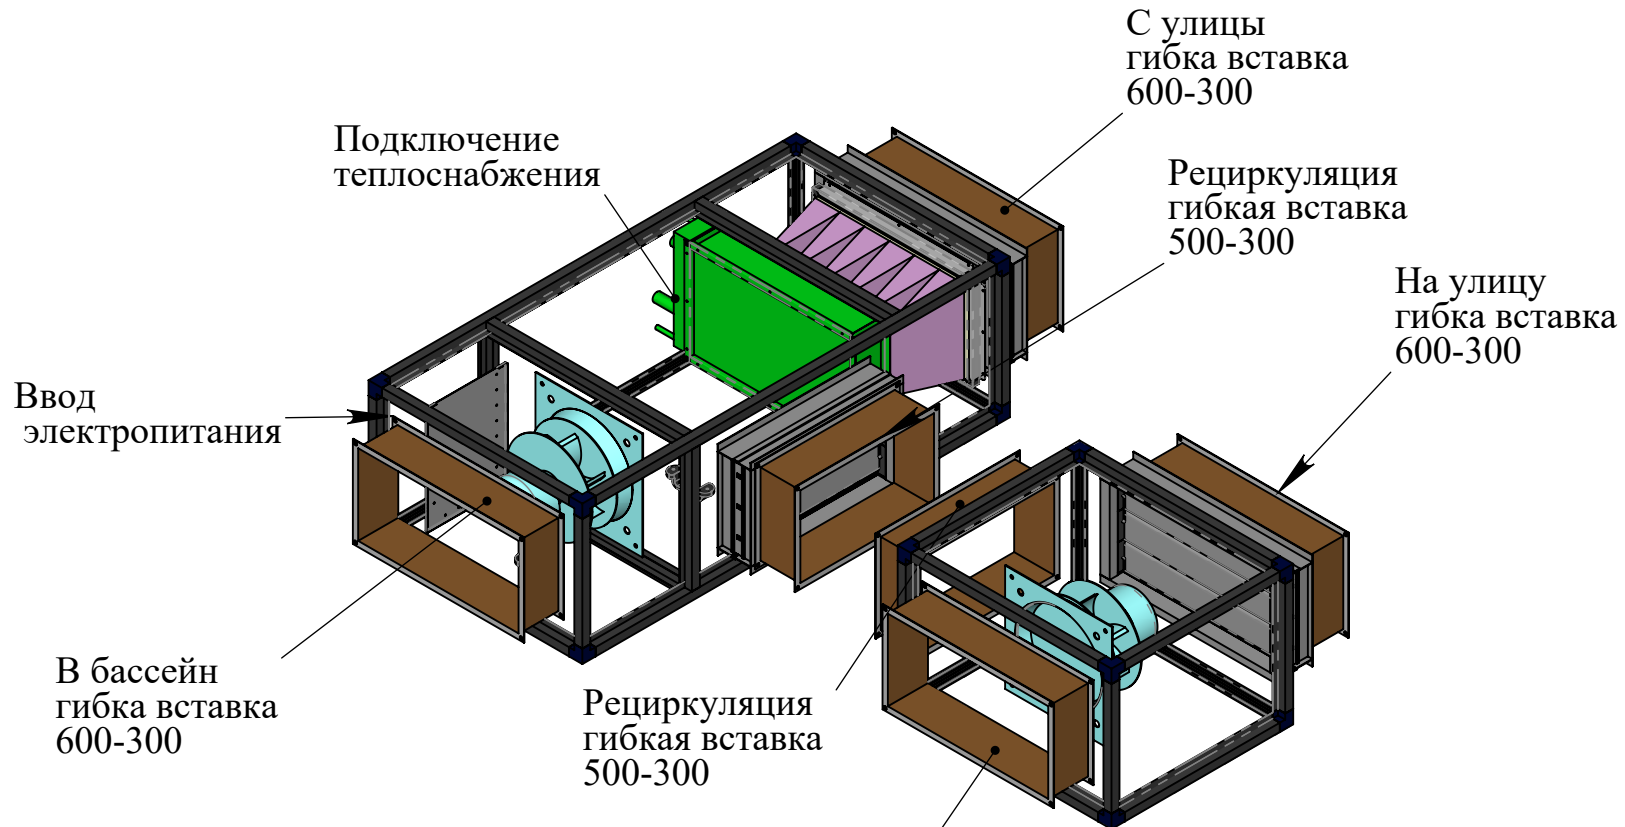 С улицы
гибка вставка
600-300
Подключение
теплоснабжения
Рециркуляция
гибкая вставка
500-300
На улицу
гибка вставка
600-300
Ввод
электропитания
В бассейн
гибка вставка
600-300
Рециркуляция
гибкая вставка
500-300